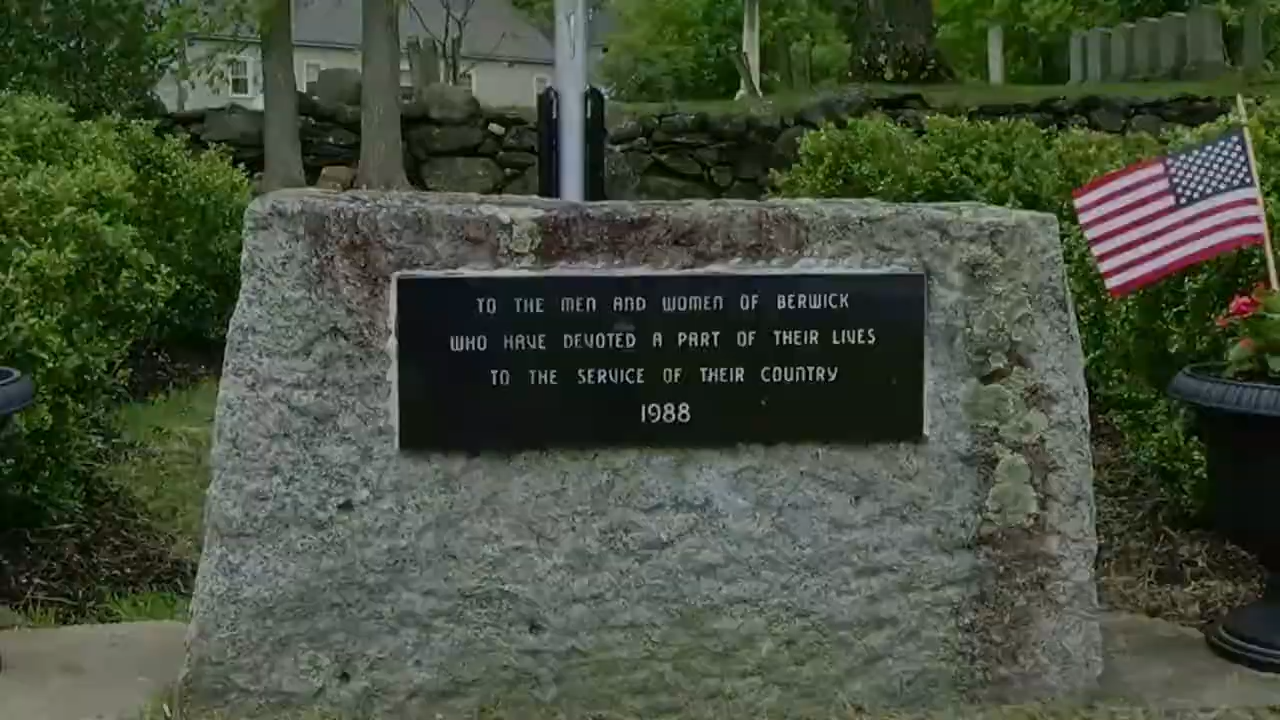 TO THE MEN AND WOMEN OF BERWICK
WHO HAVE DEVOTED A PART OF THEIR LIVES
TO THE SERVICE OF THEIR COUNTRY
1988